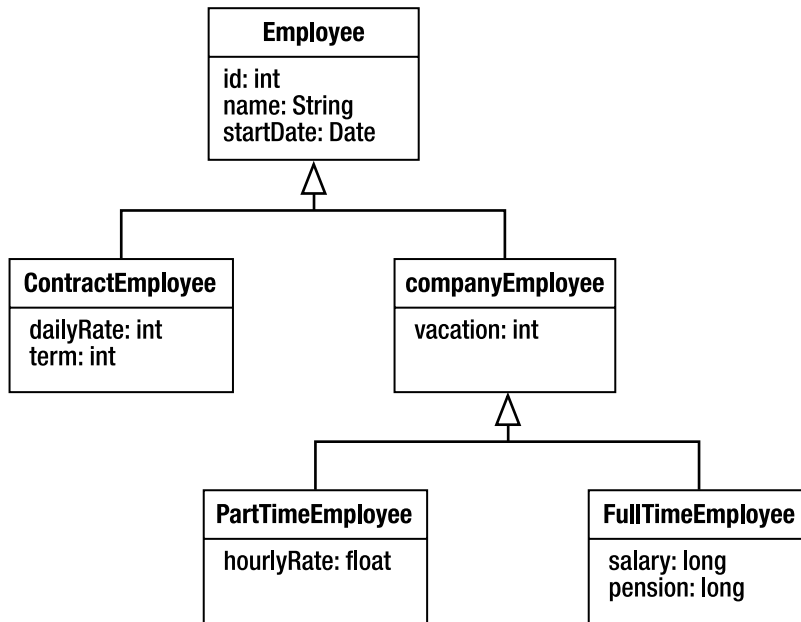 Employee
id: int
name: String
startDate: Date
ContractEmployee
dailyRate: int
term: int
companyEmployee
vacation: int
PartTimeEmployee
hourlyRate: float
FullTimeEmployee
salary: long
pension: long